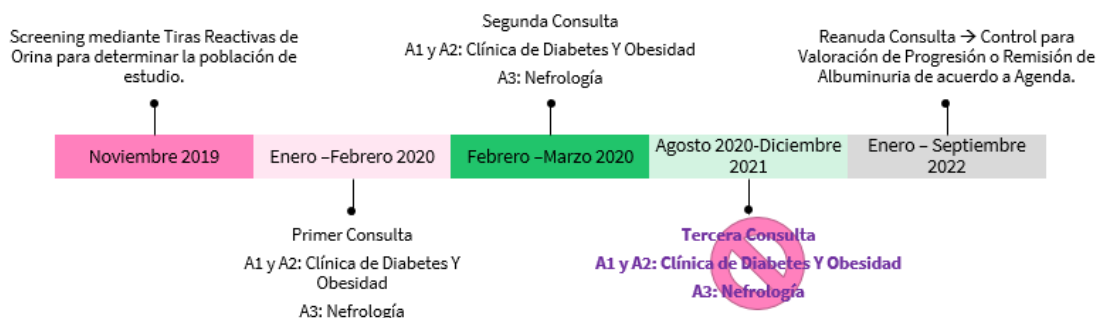 Screening mediante Tiras Reactivas de
Orina para determinar la población de
estudio.
Segunda Consulta
A1 y A2: Clínica de Diabetes Y Obesidad
A3: Nefrología
Reanuda Consulta → Control para
Valoración de Progresión o Remisión de
Albuminuria de acuerdo a Agenda.
Noviembre 2019
Enero –Febrero 2020
Febrero –Marzo 2020
Agosto 2020-Diciembre
2021
Enero – Septiembre
2022
Primer Consulta
A1 y A2: Clínica de Diabetes Y
Obesidad
A3: Nefrología
Tercera Consulta
A1 y A2: Clínica de Diabetes Y Obesidad
A3: Nefrología